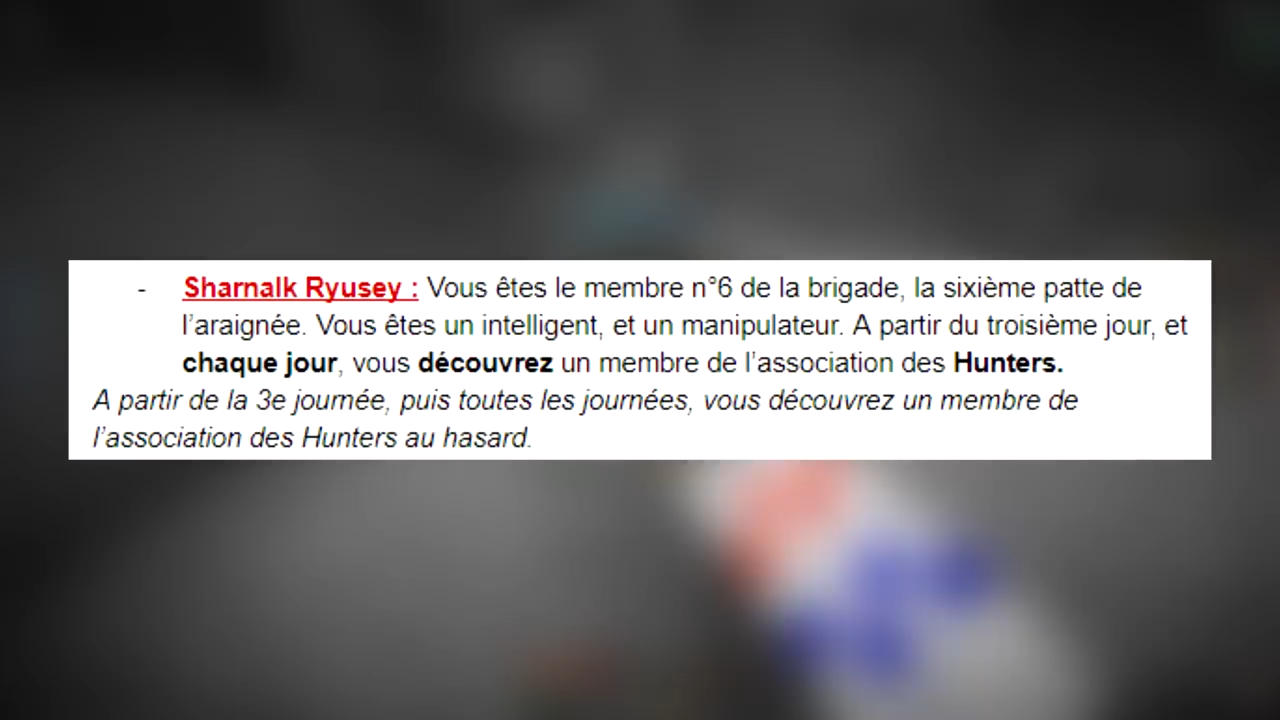 - Sharnalk Ryusey : Vous êtes le membre n°6 de la brigade, la sixième patte de
l’araignée. Vous êtes un intelligent, et un manipulateur. A partir du troisième jour, et
chaque jour, vous découvrez un membre de l’association des Hunters.
A partir de la 3e journée, puis toutes les journées, vous découvrez un membre de
l’association des Hunters au hasard.